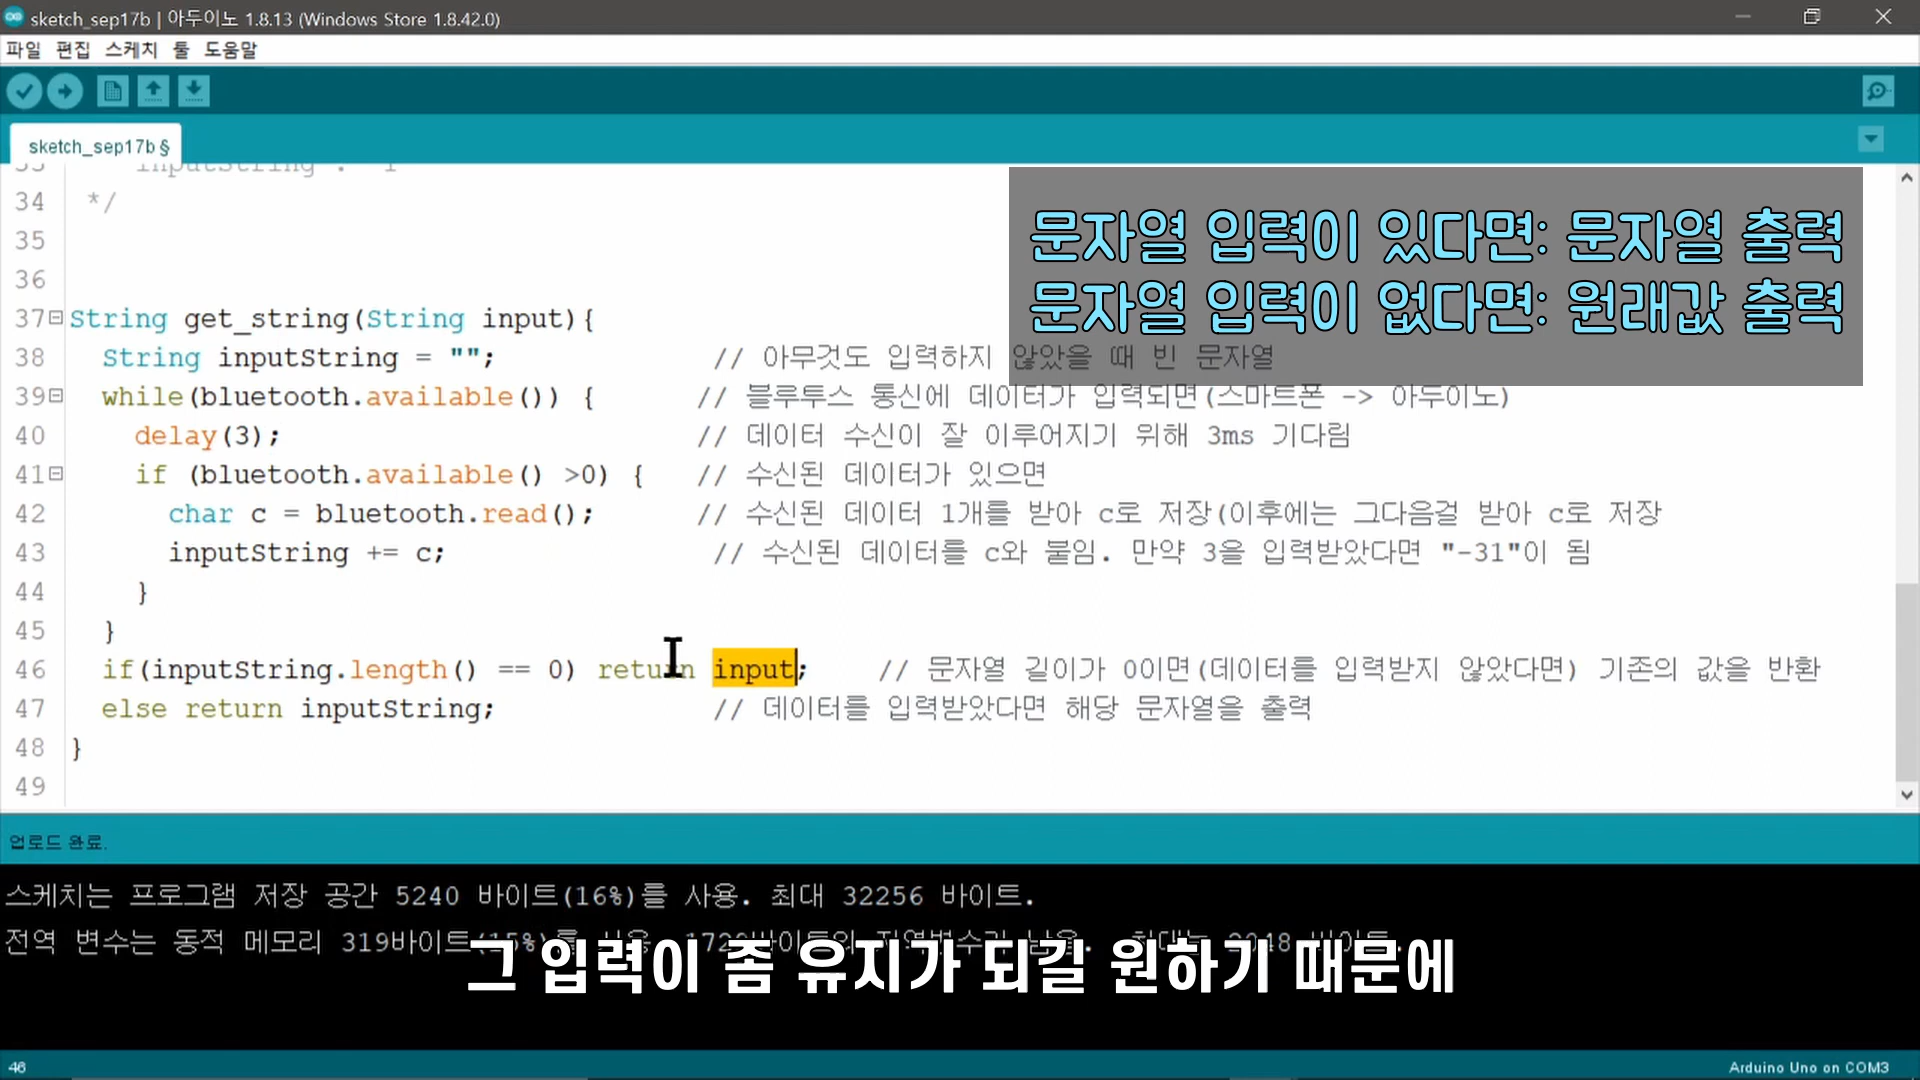 sketch_sep17b | 아두이노 1.8.13 (Windows Store 1.8.42.0)
파일 편집 스케치 툴 도움말
sketch_sep17b §
34 */
35
문자열 입력이 있다면: 문자열 출력
36
문자열 입력이 없다면: 원래값 출력
37 String get_string(String input){
38 String inputString = ""; // 아무것도 입력하지 않았을 때 빈 문자열
39 while(bluetooth.available()) { // 블루투스 통신에 데이터가 입력되면(스마트폰 -> 아두이노)
40 delay(3); // 데이터 수신이 잘 이루어지기 위해 3ms 기다림
41 if (bluetooth.available() >0) { // 수신된 데이터가 있으면
42 char c = bluetooth.read(); // 수신된 데이터 1개를 받아 c로 저장(이후에는 그다음걸 받아 c로 저장
43 inputString += c; // 수신된 데이터를 c와 붙임. 만약 3을 입력받았다면 "-31"이 됨
44 }
45 }
46 if(inputString.length() == 0) return input; // 문자열 길이가 0이면(데이터를 입력받지 않았다면) 기존의 값을 반환
47 else return inputString; // 데이터를 입력받았다면 해당 문자열을 출력
48 }
49
업로드 완료.
스케치는 프로그램 저장 공간 5240 바이트(16%)를 사용. 최대 32256 바이트.
전역 변수는 동적 메모리 319바이트(15%)를
그 입력이 좀 유지가 되길 원하기 때문에
46
Arduino Uno on COM3